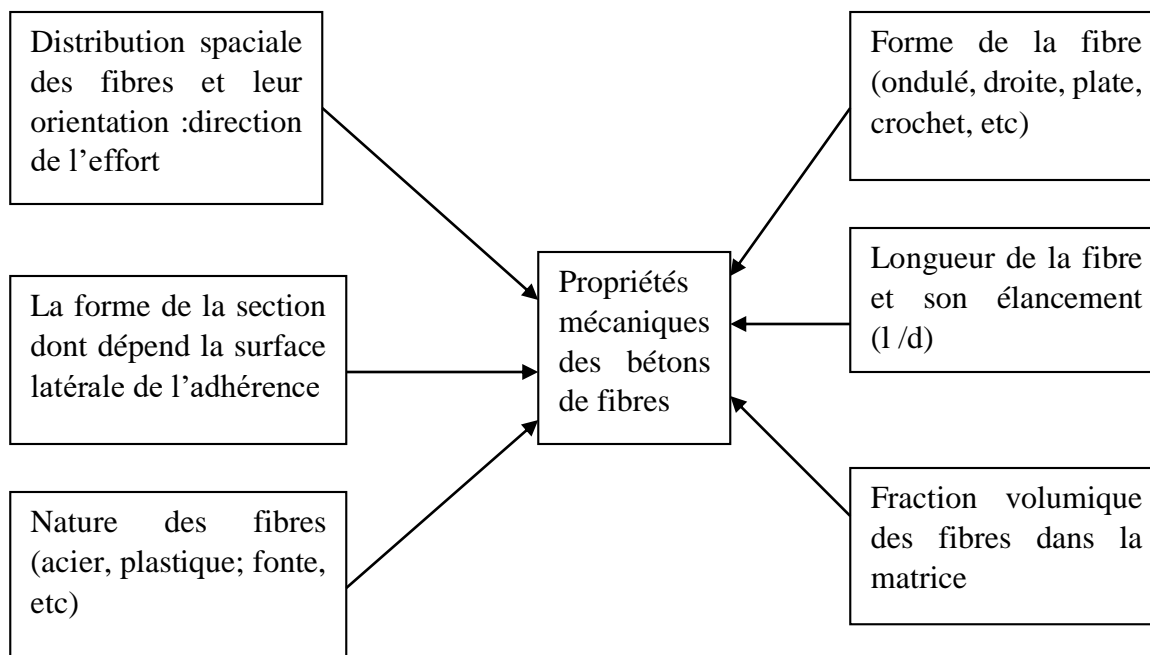 Distribution spaciale
des fibres et leur
orientation :direction
de l’effort
La forme de la section
dont dépend la surface
latérale de l’adhérence
Nature des fibres
(acier, plastique; fonte,
etc)
Propriétés
mécaniques
des bétons
de fibres
Forme de la fibre
(ondulé, droite, plate,
crochet, etc)
Longueur de la fibre
et son élancement
(l /d)
Fraction volumique
des fibres dans la
matrice